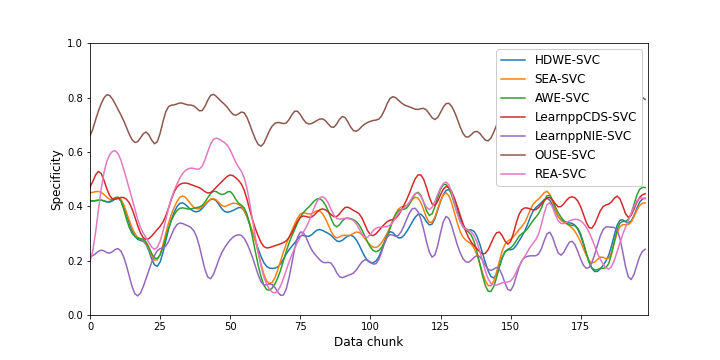 1.0
0.8
0.6
0.4
0.2
0.0
Specificity
0
25
50
75
100
125
150
175
Data chunk
HDWE-SVC
SEA-SVC
AWE-SVC
LearnppCDS-SVC
LearnppNIE-SVC
OUSE-SVC
REA-SVC